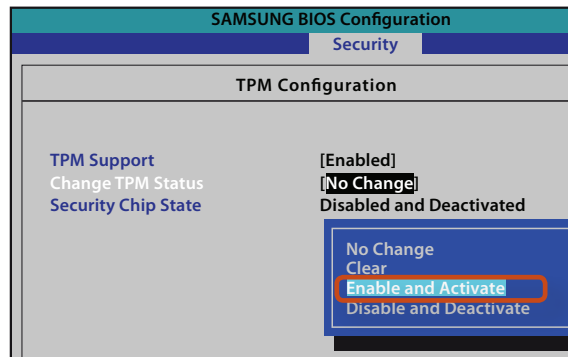 SAMSUNG BIOS Configuration
Security
TPM Configuration
TPM Support [Enabled]
Change TPM Status [No Change]
Security Chip State Disabled and Deactivated
No Change
Clear
Enable and Activate
Disable and Deactivate